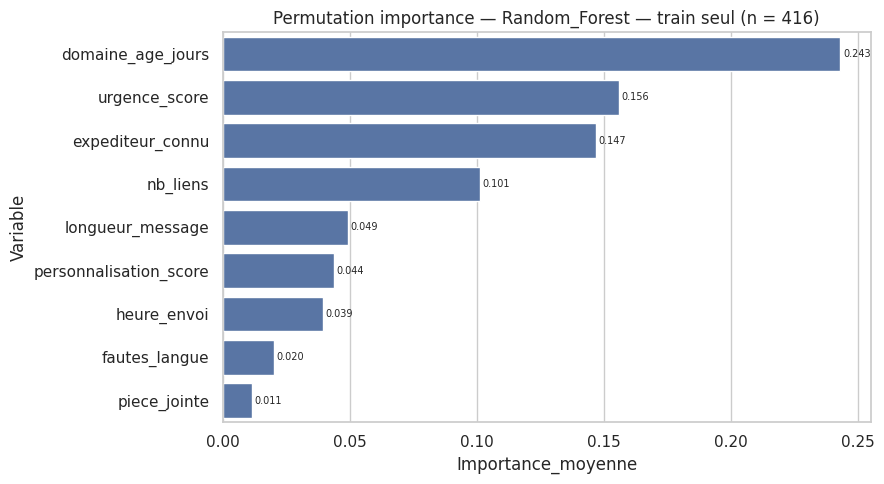 Permutation importance — Random_Forest — train seul (n = 416)
Variable
domaine_age_jours 0.243
urgence_score 0.156
expediteur_connu 0.147
nb_liens 0.101
longueur_message 0.049
personnalisation_score 0.044
heure_envoi 0.039
fautes_langue 0.020
piece_jointe 0.011
0.00 0.05 0.10 0.15 0.20 0.25
Importance_moyenne